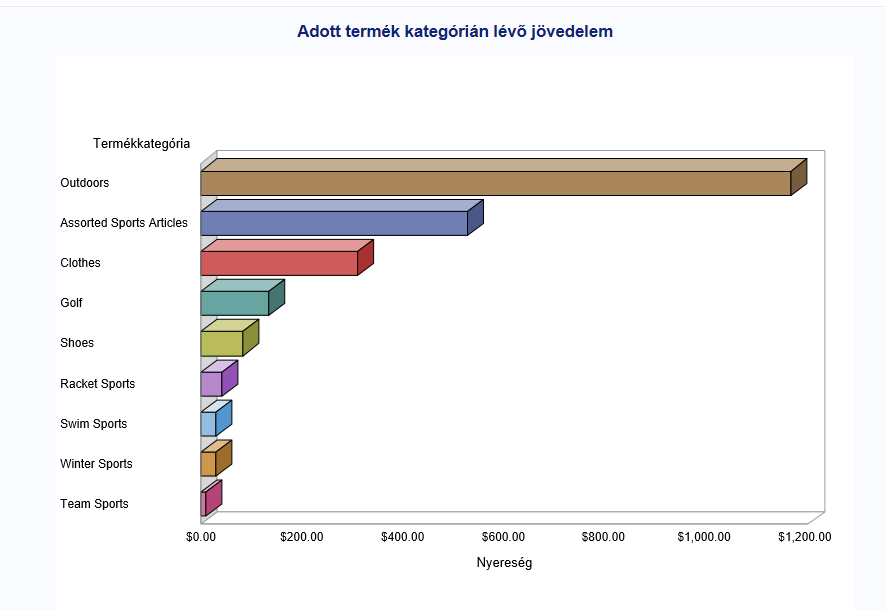 Adott termék kategórián lévő jövedelem
Termékkategória
Outdoors
Assorted Sports Articles
Clothes
Golf
Shoes
Racket Sports
Swim Sports
Winter Sports
Team Sports
$0.00 $200.00 $400.00 $600.00 $800.00 $1,000.00 $1,200.00
Nyereség